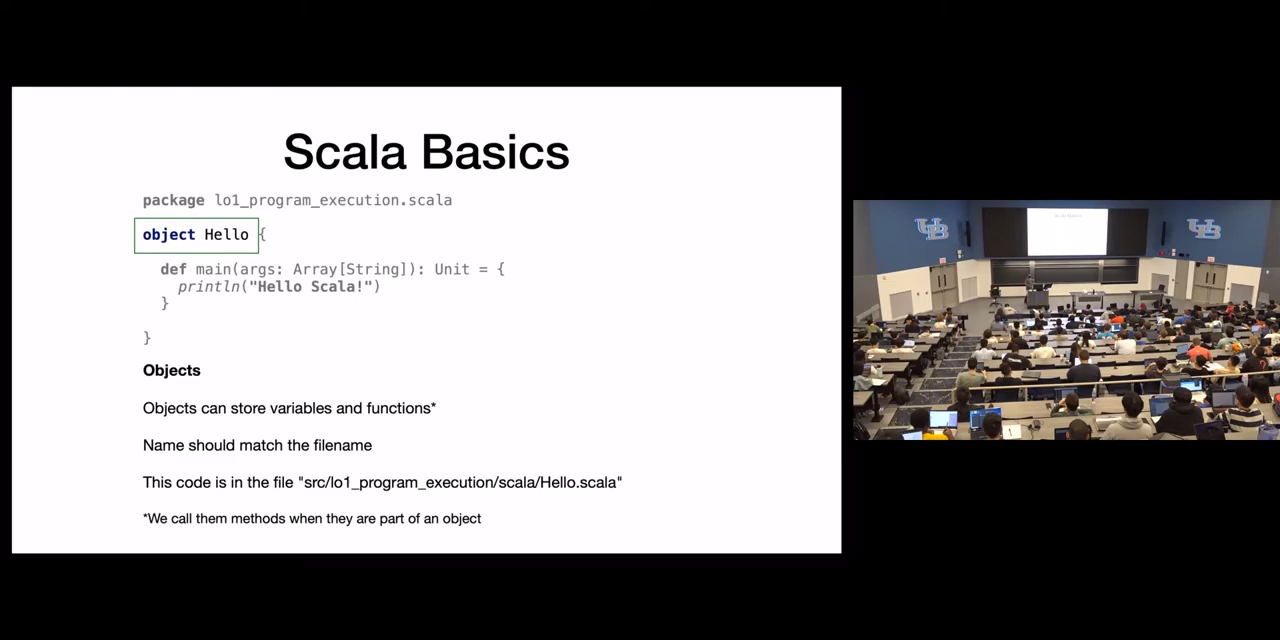 Scala Basics
package lo1_program_execution.scala
object Hello {
def main(args: Array[String]): Unit = {
println("Hello Scala!")
}
}
Objects
Objects can store variables and functions*
Name should match the filename
This code is in the file "src/lo1_program_execution/scala/Hello.scala"
*We call them methods when they are part of an object
UB
UB